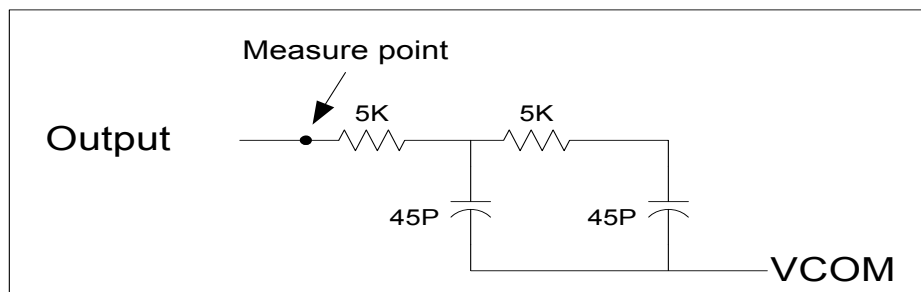 Measure point
5K
5K
Output
45P
45P
VCOM